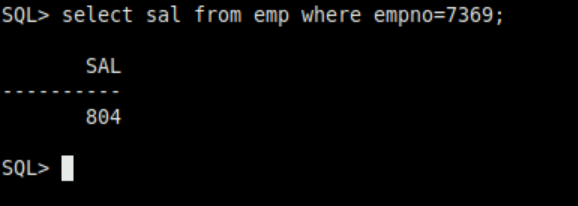 SQL> select sal from emp where empno=7369;
SAL
----------
804
SQL>